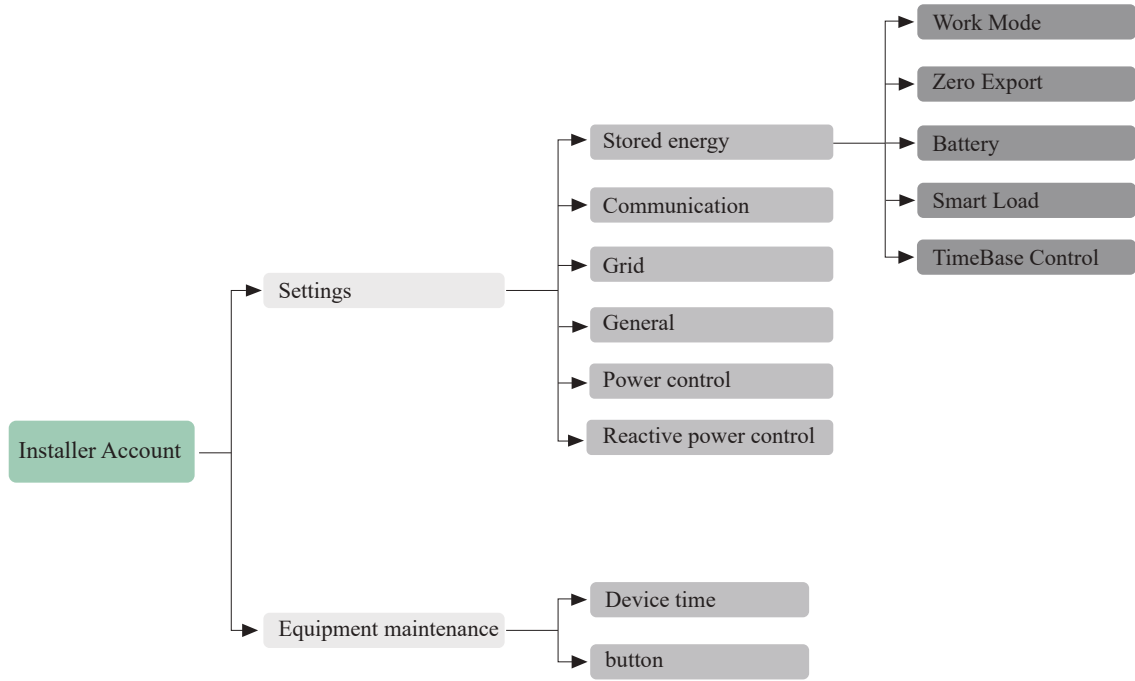 Work Mode
Zero Export
Stored energy
Battery
Communication
Smart Load
Grid
TimeBase Control
Settings
General
Power control
Reactive power control
Installer Account
Device time
Equipment maintenance
button